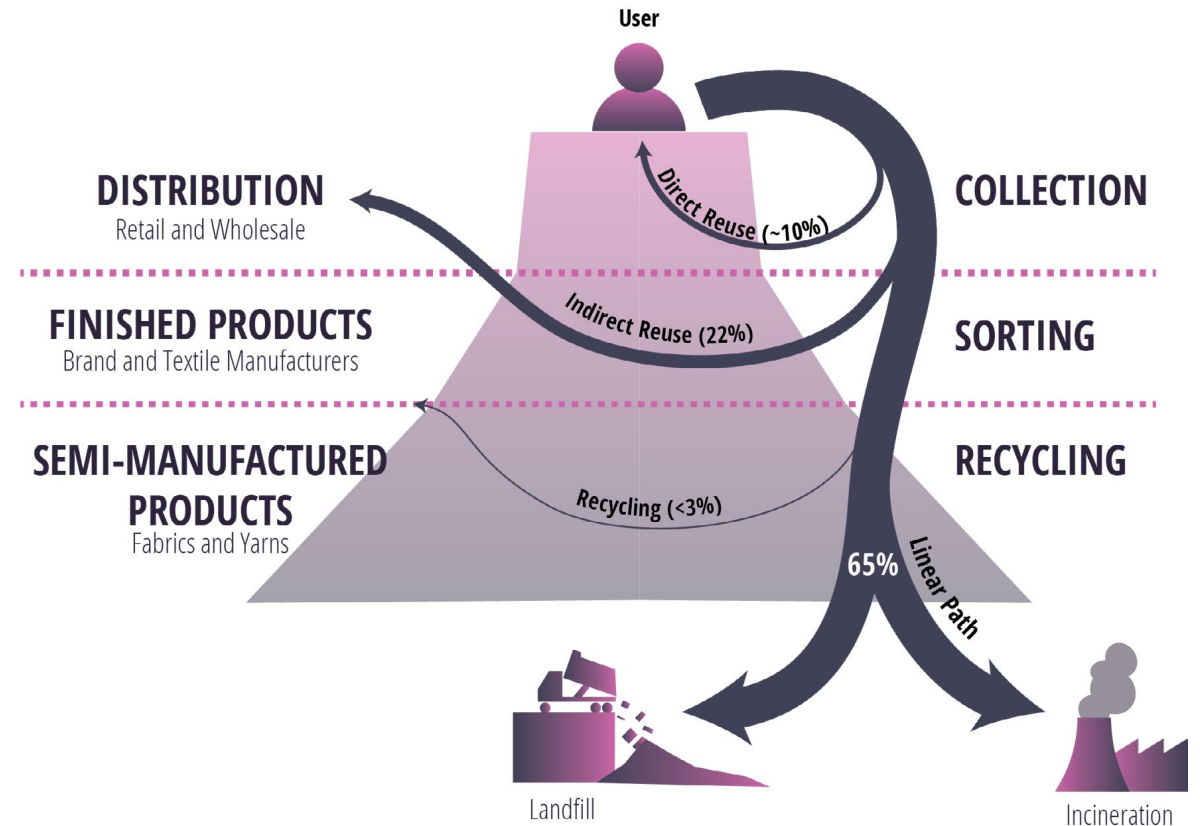 User
DISTRIBUTION
Retail and Wholesale
COLLECTION
Direct Reuse (~10%)
FINISHED PRODUCTS
Brand and Textile Manufacturers
SORTING
Indirect Reuse (22%)
SEMI-MANUFACTURED
PRODUCTS
Fabrics and Yarns
RECYCLING
Recycling (<3%)
65%
Linear Path
Landfill
Incineration